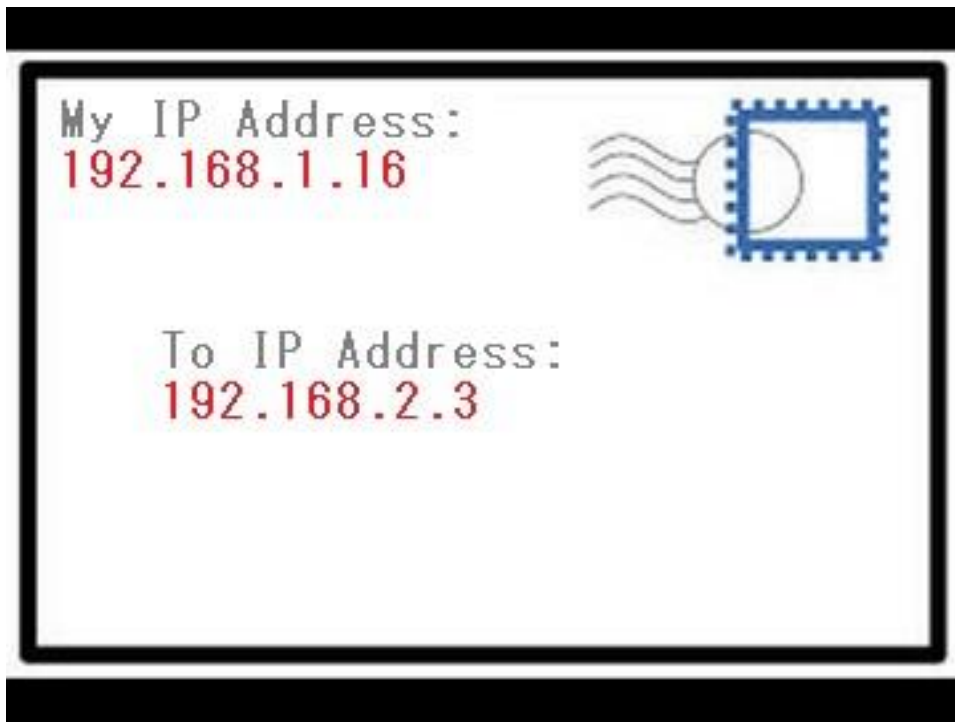 My IP Address:
192.168.1.16
To IP Address:
192.168.2.3